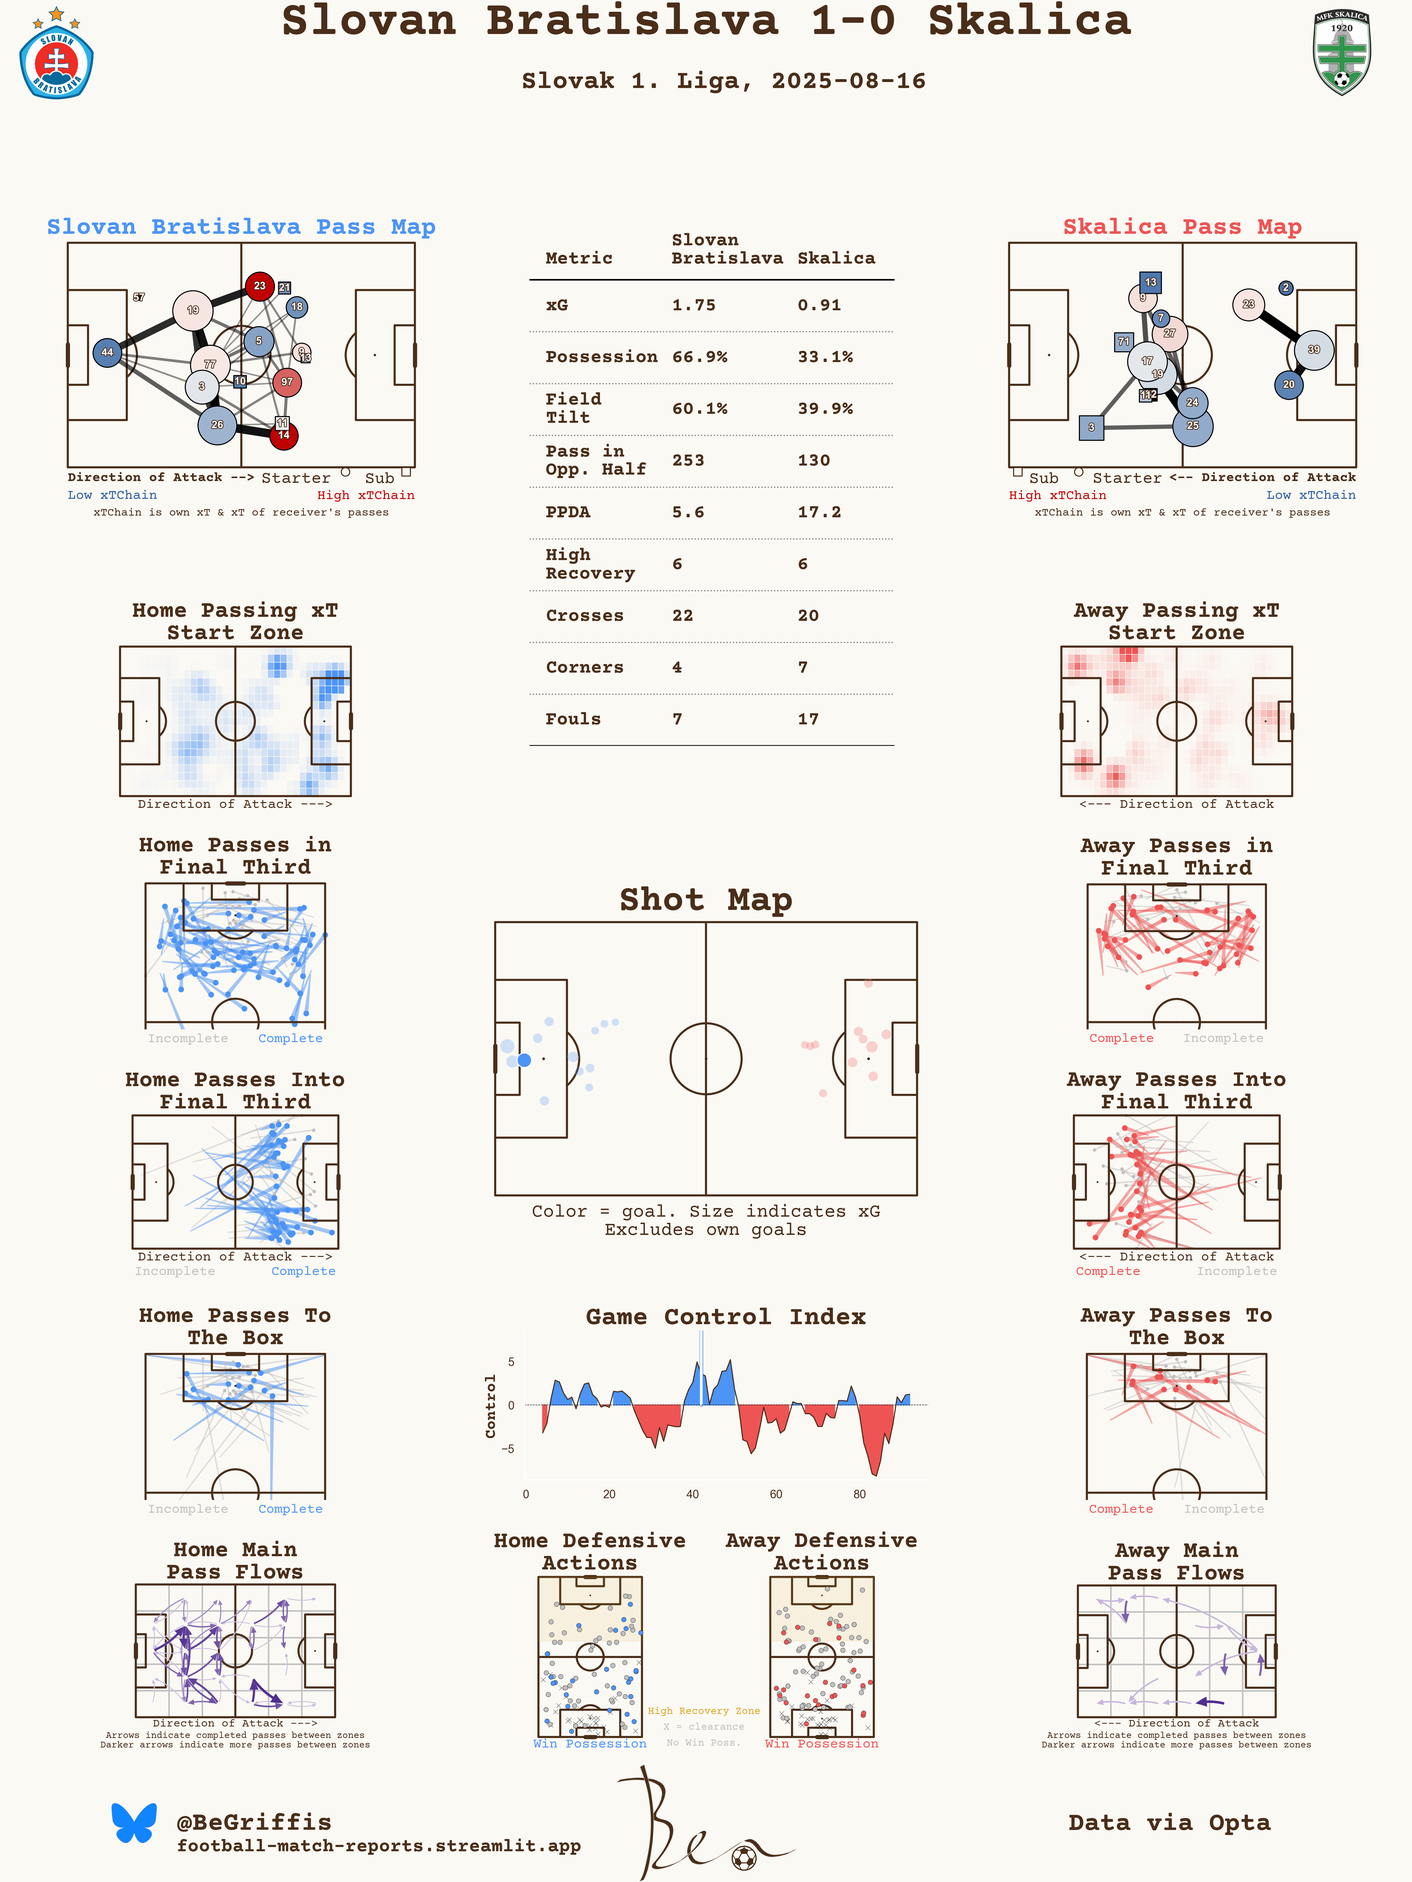 Slovan Bratislava 1-0 Skalica
Slovak 1. Liga, 2025-08-16
SLOVAN
BRATISLAVA
MFK SKALICA
1920
Slovan Bratislava Pass Map
57
23
21
18
19
5
44
9
13
77
3
10
97
26
11
14
Direction of Attack --> Starter Sub
Low xTChain High xTChain
xTChain is own xT & xT of receiver's passes
Metric Slovan Bratislava Skalica
xG 1.75 0.91
Possession 66.9% 33.1%
Field Tilt 60.1% 39.9%
Pass in Opp. Half 253 130
PPDA 5.6 17.2
High Recovery 6 6
Crosses 22 20
Corners 4 7
Fouls 7 17
Skalica Pass Map
13
9
2
23
7
27
71
39
17
19
20
24
3
25
Sub Starter <-- Direction of Attack
High xTChain Low xTChain
xTChain is own xT & xT of receiver's passes
Home Passing xT
Start Zone
Direction of Attack --->
Away Passing xT
Start Zone
<--- Direction of Attack
Home Passes in
Final Third
Incomplete Complete
Away Passes in
Final Third
Complete Incomplete
Shot Map
Color = goal. Size indicates xG
Excludes own goals
Home Passes Into
Final Third
Direction of Attack --->
Incomplete Complete
Away Passes Into
Final Third
<--- Direction of Attack
Complete Incomplete
Home Passes To
The Box
Incomplete Complete
Game Control Index
Control
5
0
−5
0 20 40 60 80
Away Passes To
The Box
Complete Incomplete
Home Main
Pass Flows
Direction of Attack --->
Arrows indicate completed passes between zones
Darker arrows indicate more passes between zones
Home Defensive
Actions
Win Possession
High Recovery Zone
X = clearance
No Win Poss.
Away Defensive
Actions
Win Possession
Away Main
Pass Flows
<--- Direction of Attack
Arrows indicate completed passes between zones
Darker arrows indicate more passes between zones
@BeGriffis
football-match-reports.streamlit.app
Ben
Data via Opta